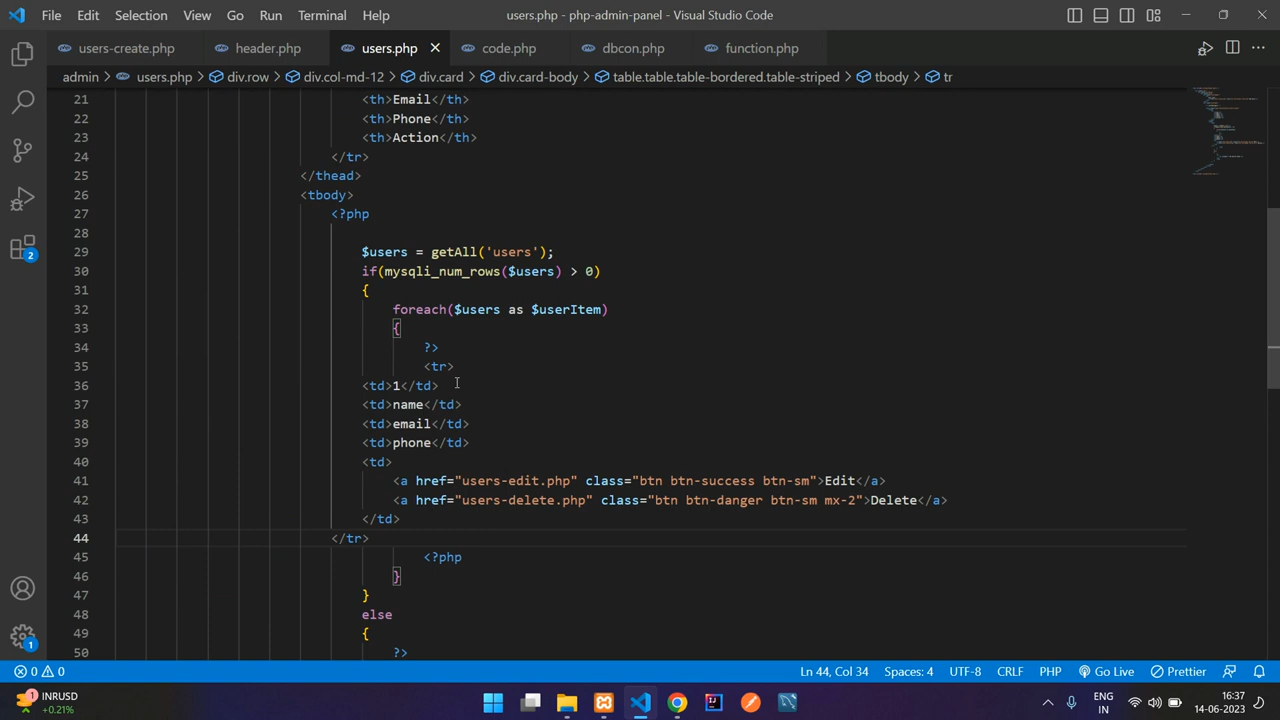 File Edit Selection View Go Run Terminal Help users.php - php-admin-panel - Visual Studio Code
users-create.php header.php users.php code.php dbcon.php function.php
admin > users.php > div.row > div.col-md-12 > div.card > div.card-body > table.table.table-bordered.table-striped > tbody > tr
21 <th>Email</th>
22 <th>Phone</th>
23 <th>Action</th>
24 </tr>
25 </thead>
26 <tbody>
27 <?php
28
29 $users = getAll('users');
30 if(mysqli_num_rows($users) > 0)
31 {
32 foreach($users as $userItem)
33 {
34 ?>
35 <tr>
36 <td>1</td>
37 <td>name</td>
38 <td>email</td>
39 <td>phone</td>
40 <td>
41 <a href="users-edit.php" class="btn btn-success btn-sm">Edit</a>
42 <a href="users-delete.php" class="btn btn-danger btn-sm mx-2">Delete</a>
43 </td>
44 </tr>
45 <?php
46 }
47 }
48 else
49 {
50 ?>
2
1
0 0 Ln 44, Col 34 Spaces: 4 UTF-8 CRLF PHP Go Live Prettier
1 INRUSD
+0.21%
ENG
IN
16:37
14-06-2023